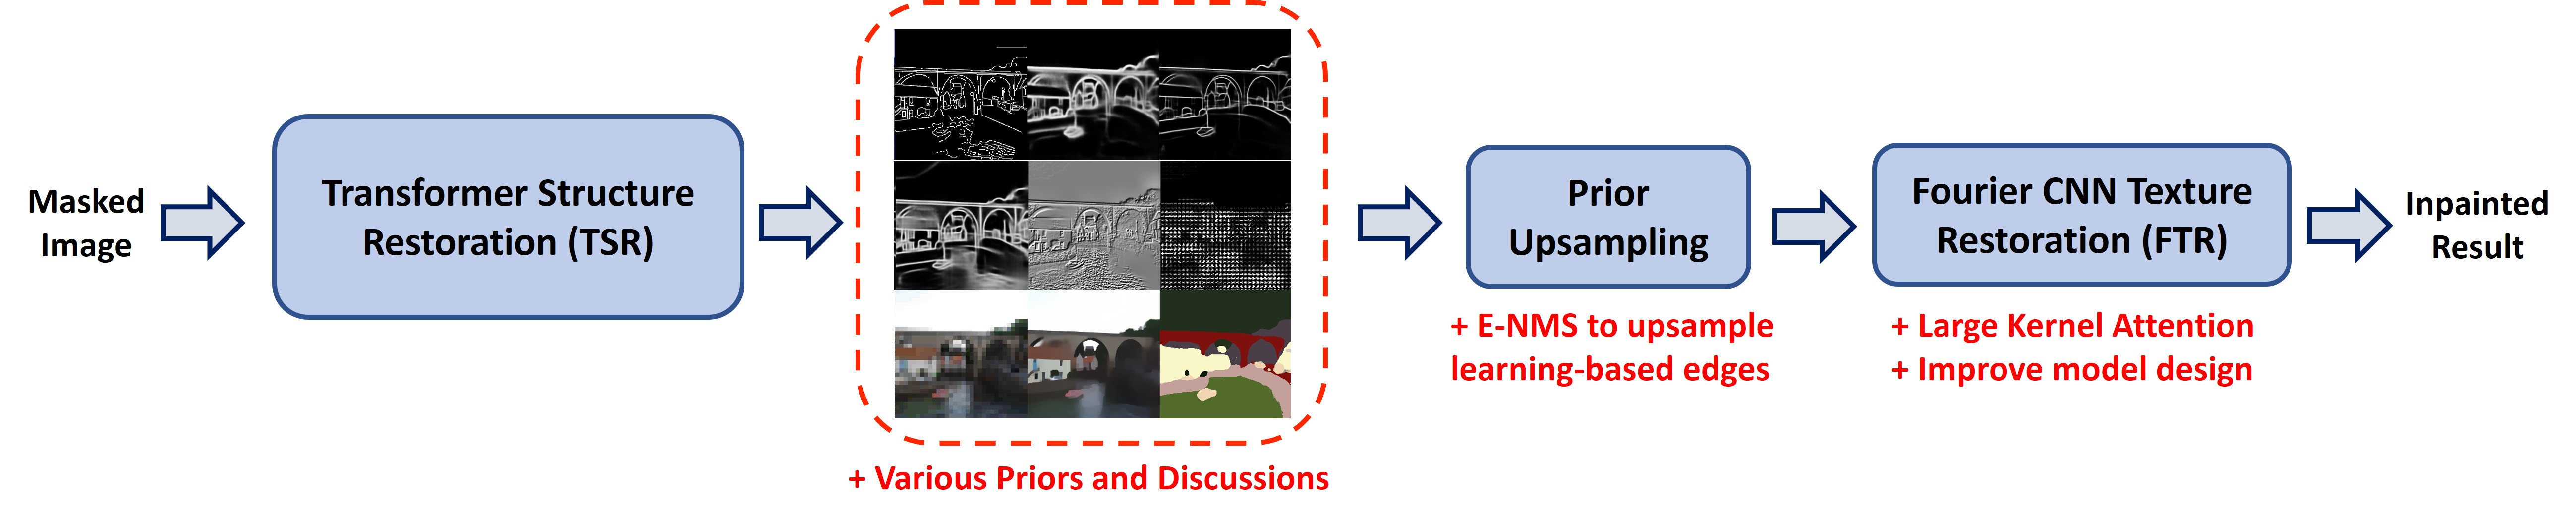 Masked
Image
Transformer Structure
Restoration (TSR)
+ Various Priors and Discussions
Prior
Upsampling
+ E-NMS to upsample
learning-based edges
Fourier CNN Texture
Restoration (FTR)
+ Large Kernel Attention
+ Improve model design
Inpainted
Result